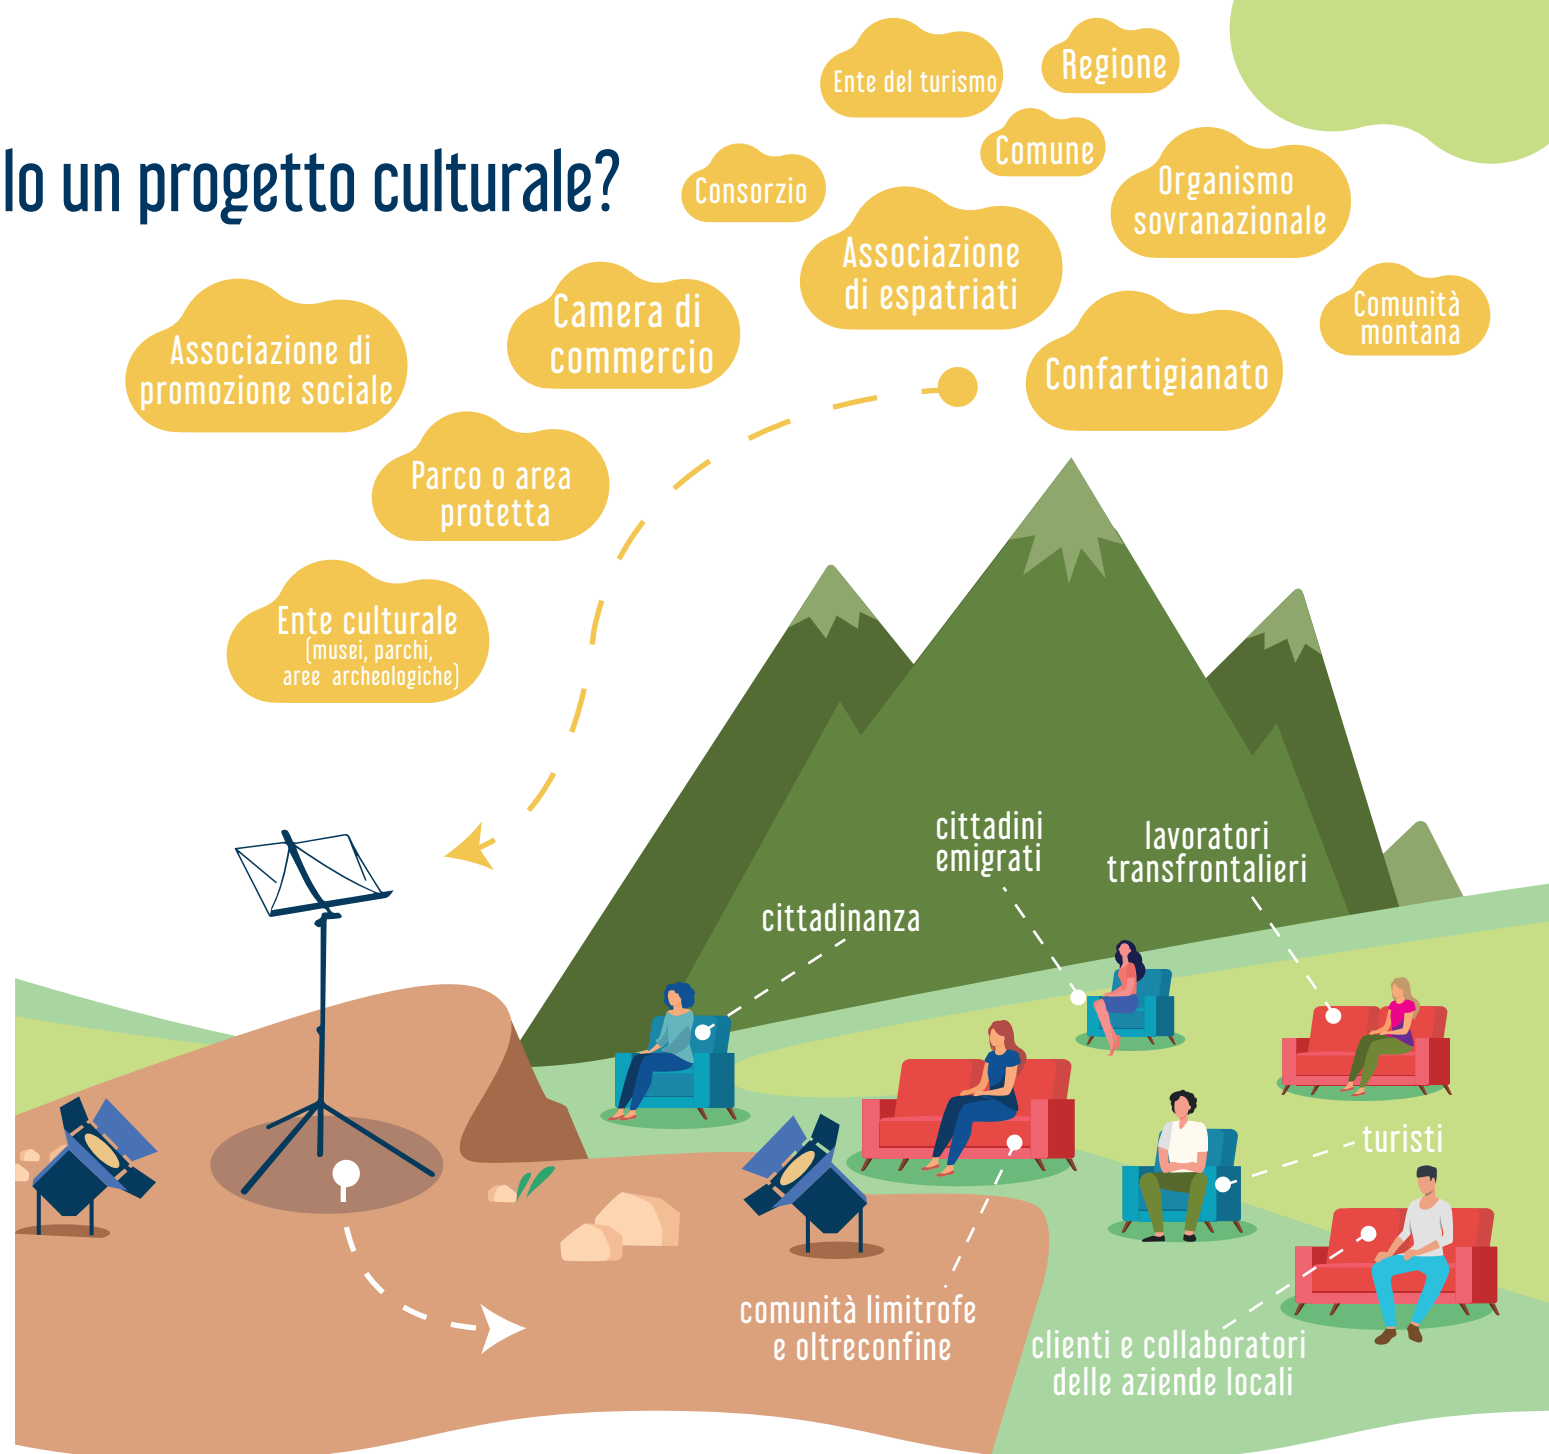 lo un progetto culturale?
Ente del turismo
Regione
Comune
Consorzio
Organismo
sovranazionale
Associazione
di espatriati
Camera di
commercio
Comunità
montana
Associazione di
promozione sociale
Confartigianato
Parco o area
protetta
Ente culturale
(musei, parchi,
aree archeologiche)
cittadini
emigrati
lavoratori
transfrontalieri
cittadinanza
turisti
comunità limitrofe
e oltreconfine
clienti e collaboratori
delle aziende locali